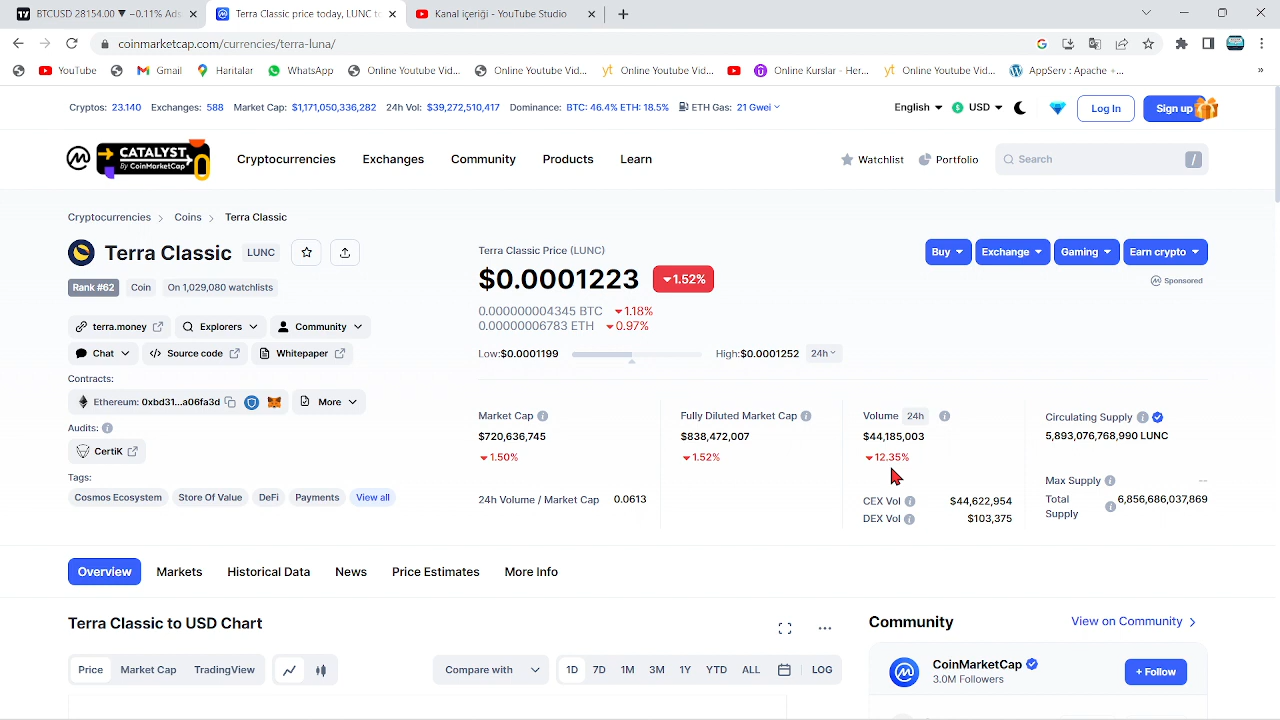 BTCUSD 28154.00 ▼ −0.11% Ads
Terra Classic price today, LUNC to
Kanal içeriği - YouTube Studio
coinmarketcap.com/currencies/terra-luna/
YouTube
Gmail
Haritalar
WhatsApp
Online Youtube Vid...
Online Youtube Vid...
Online Youtube Vid...
Online Kurslar - Her...
Online Youtube Vid...
AppServ : Apache +...
»
Cryptos: 23.140 Exchanges: 588 Market Cap: $1,171,050,336,282 24h Vol: $39,272,510,417 Dominance: BTC: 46.4% ETH: 18.5% ETH Gas: 21 Gwei
English USD Log In Sign up
CATALYST
By CoinMarketCap
Cryptocurrencies Exchanges Community Products Learn
Watchlist Portfolio Search /
Cryptocurrencies Coins Terra Classic
Terra Classic LUNC
Rank #62 Coin On 1,029,080 watchlists
terra.money Explorers Community
Chat Source code Whitepaper
Contracts:
Ethereum: 0xbd31...a06fa3d More
Audits:
CertiK
Tags:
Cosmos Ecosystem Store Of Value DeFi Payments View all
Terra Classic Price (LUNC)
$0.0001223 1.52%
0.000000004345 BTC 1.18%
0.00000006783 ETH 0.97%
Low:$0.0001199 High:$0.0001252 24h
Buy Exchange Gaming Earn crypto
Sponsored
Market Cap
$720,636,745
1.50%
24h Volume / Market Cap 0.0613
Fully Diluted Market Cap
$838,472,007
1.52%
Volume 24h
$44,185,003
12.35%
CEX Vol $44,622,954
DEX Vol $103,375
Circulating Supply
5,893,076,768,990 LUNC
Max Supply --
Total Supply 6,856,686,037,869
Overview Markets Historical Data News Price Estimates More Info
Terra Classic to USD Chart
Price Market Cap TradingView
Compare with
1D 7D 1M 3M 1Y YTD ALL LOG
Community
View on Community
CoinMarketCap
3.0M Followers
+ Follow